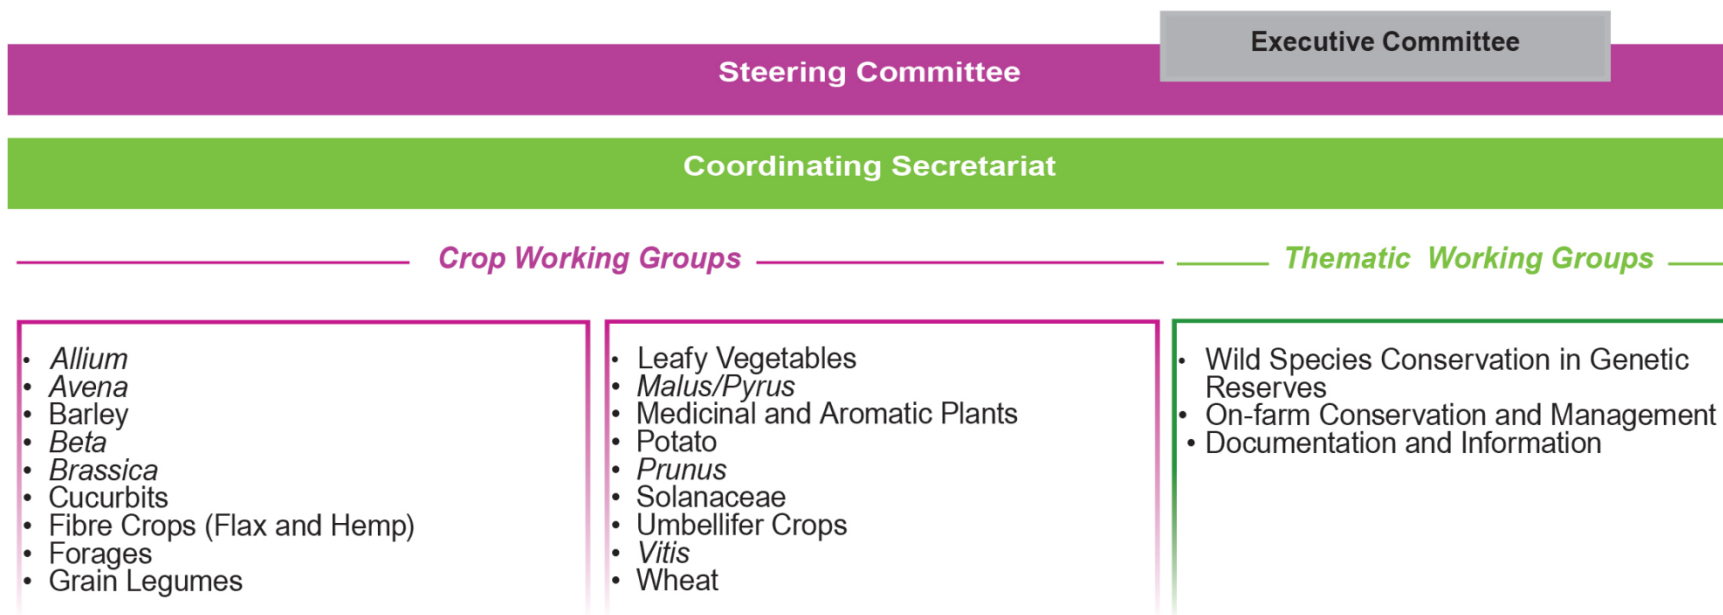 Executive Committee
Steering Committee
Coordinating Secretariat
Crop Working Groups
Thematic Working Groups
• Allium
• Avena
• Barley
• Beta
• Brassica
• Cucurbits
• Fibre Crops (Flax and Hemp)
• Forages
• Grain Legumes
• Leafy Vegetables
• Malus/Pyrus
• Medicinal and Aromatic Plants
• Potato
• Prunus
• Solanaceae
• Umbellifer Crops
• Vitis
• Wheat
• Wild Species Conservation in Genetic
Reserves
• On-farm Conservation and Management
• Documentation and Information